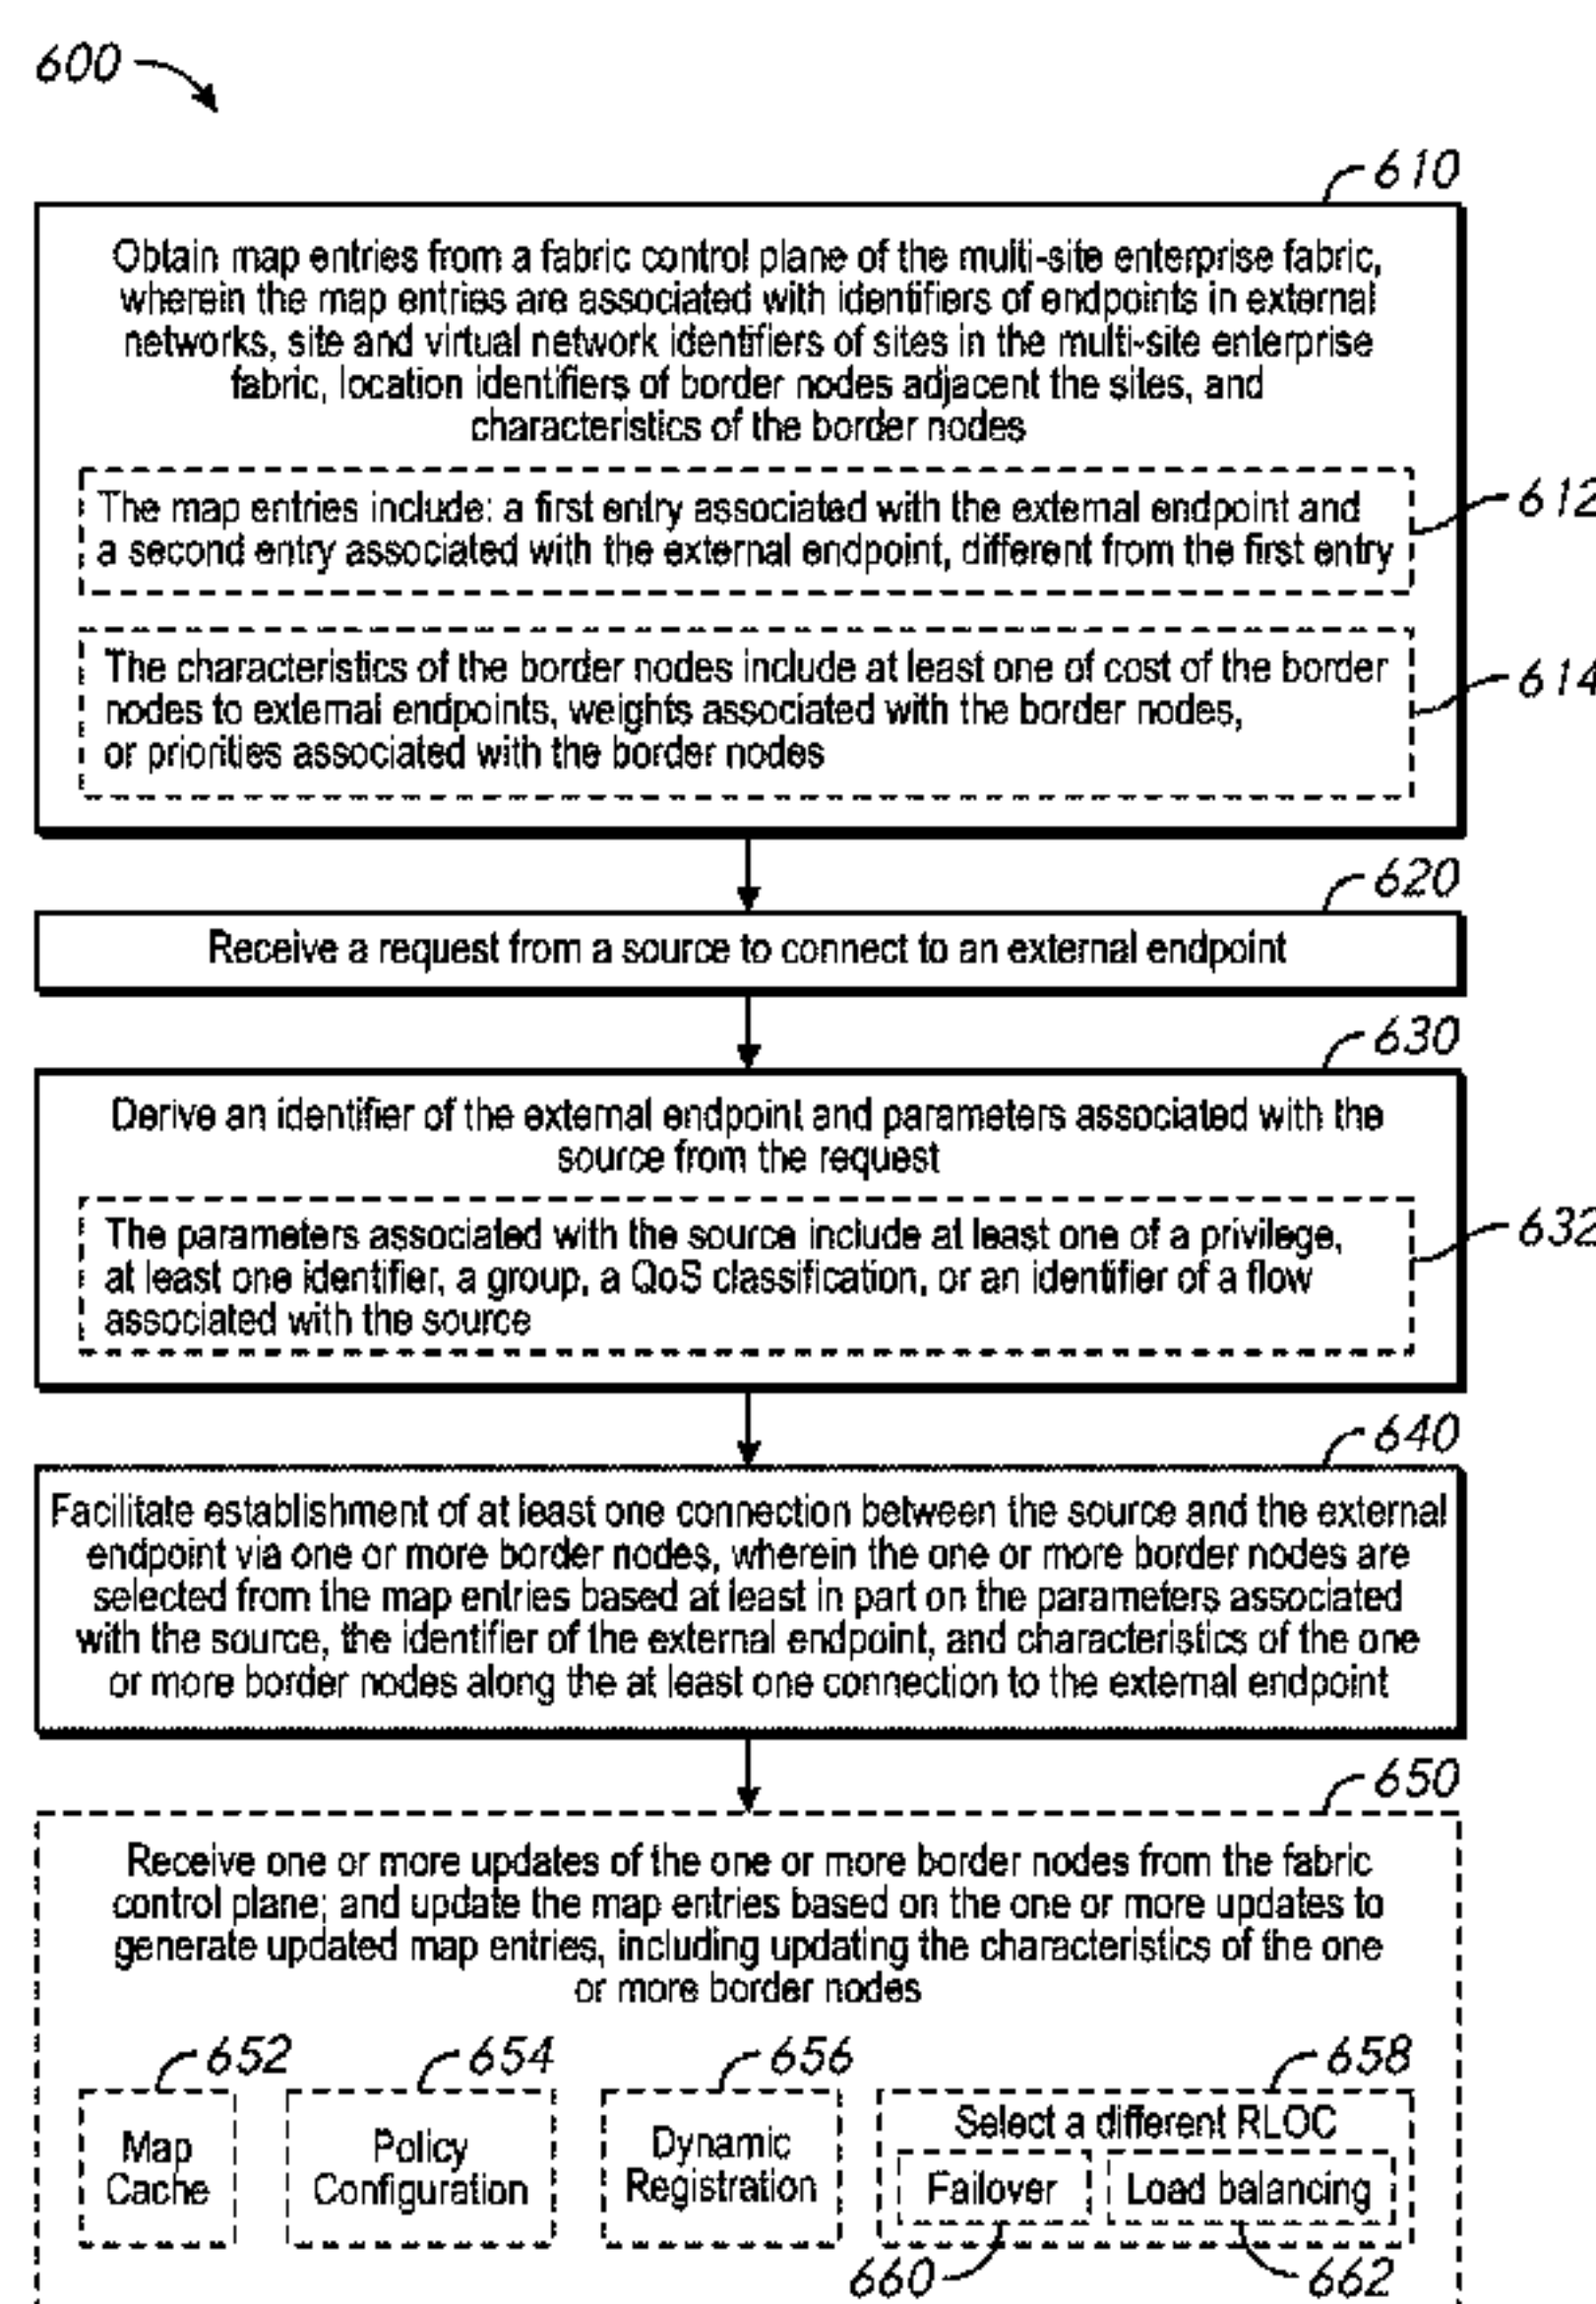 600
610
Obtain map entries from a fabric control plane of the multi-site enterprise fabric,
wherein the map entries are associated with identifiers of endpoints in external
networks, site and virtual network identifiers of sites in the multi-site enterprise
fabric, location identifiers of border nodes adjacent the sites, and
characteristics of the border nodes
The map entries include: a first entry associated with the external endpoint and
a second entry associated with the external endpoint, different from the first entry
612
The characteristics of the border nodes include at least one of cost of the border
nodes to external endpoints, weights associated with the border nodes,
or priorities associated with the border nodes
614
620
Receive a request from a source to connect to an external endpoint
630
Derive an identifier of the external endpoint and parameters associated with the
source from the request
The parameters associated with the source include at least one of a privilege,
at least one identifier, a group, a QoS classification, or an identifier of a flow
associated with the source
632
640
Facilitate establishment of at least one connection between the source and the external
endpoint via one or more border nodes, wherein the one or more border nodes are
selected from the map entries based at least in part on the parameters associated
with the source, the identifier of the external endpoint, and characteristics of the one
or more border nodes along the at least one connection to the external endpoint
650
Receive one or more updates of the one or more border nodes from the fabric
control plane; and update the map entries based on the one or more updates to
generate updated map entries, including updating the characteristics of the one
or more border nodes
652
Map
Cache
654
Policy
Configuration
656
Dynamic
Registration
658
Select a different RLOC
Failover
Load balancing
660
662